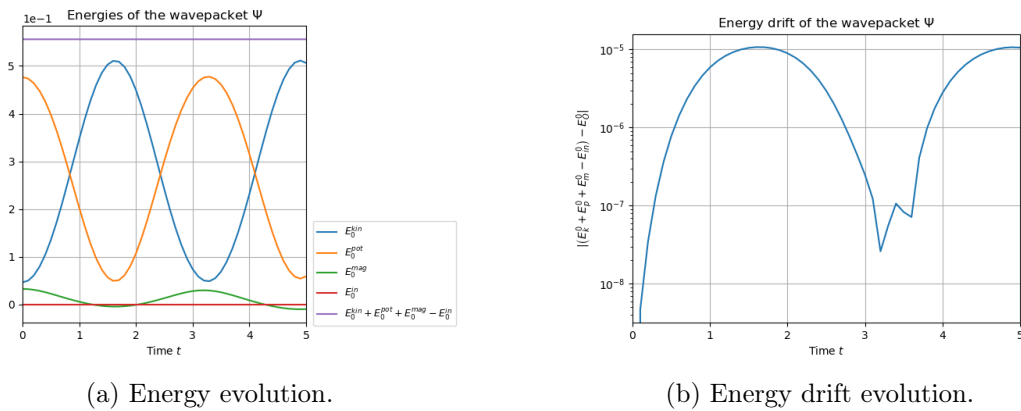 Energies of the wavepacket Ψ
1e−1
5
4
3
2
1
0
0 1 2 3 4 5
Time t
E_0^{kin}
E_0^{pot}
E_0^{mag}
E_0^{in}
E_0^{kin} + E_0^{pot} + E_0^{mag} − E_0^{in}
(a) Energy evolution.
Energy drift of the wavepacket Ψ
|(E_k^0 + E_p^0 + E_m^0 − E_{in}^0) − E_0^0|
10^{−5}
10^{−6}
10^{−7}
10^{−8}
0 1 2 3 4 5
Time t
(b) Energy drift evolution.